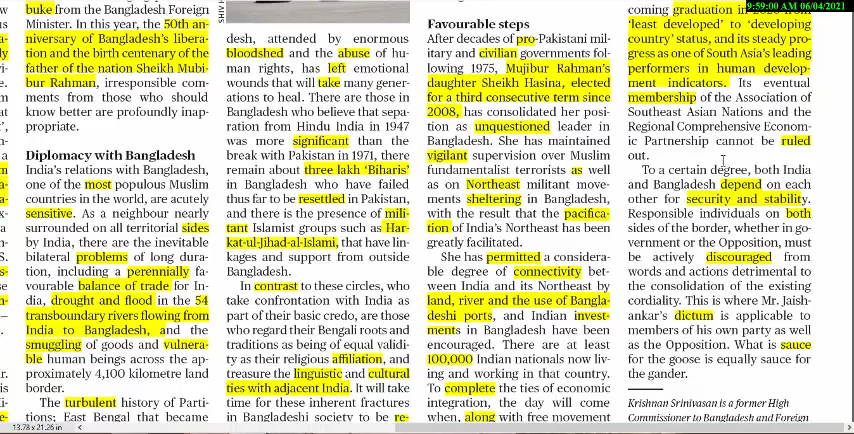 buke from the Bangladesh Foreign
Minister. In this year, the 50th an-
niversary of Bangladesh's libera-
tion and the birth centenary of the
father of the nation Sheikh Mubi-
bur Rahman, irresponsible com-
ments from those who should
know better are profoundly inap-
propriate.
Diplomacy with Bangladesh
India's relations with Bangladesh,
one of the most populous Muslim
countries in the world, are acutely
sensitive. As a neighbour nearly
surrounded on all territorial sides
by India, there are the inevitable
bilateral problems of long dura-
tion, including a perennially fa-
vourable balance of trade for In-
dia, drought and flood in the 54
transboundary rivers flowing from
India to Bangladesh, and the
smuggling of goods and vulnera-
ble human beings across the ap-
proximately 4,100 kilometre land
border.
The turbulent history of Parti-
tions; East Bengal that became
desh, attended by enormous
bloodshed and the abuse of hu-
man rights, has left emotional
wounds that will take many gener-
ations to heal. There are those in
Bangladesh who believe that sepa-
ration from Hindu India in 1947
was more significant than the
break with Pakistan in 1971, there
remain about three lakh 'Biharis'
in Bangladesh who have failed
thus far to be resettled in Pakistan,
and there is the presence of mili-
tant Islamist groups such as Har-
kat-ul-Jihad-al-Islami, that have lin-
kages and support from outside
Bangladesh.
In contrast to these circles, who
take confrontation with India as
part of their basic credo, are those
who regard their Bengali roots and
traditions as being of equal validi-
ty as their religious affiliation, and
treasure the linguistic and cultural
ties with adjacent India. It will take
time for these inherent fractures
in Bangladeshi society to be re-
Favourable steps
After decades of pro-Pakistani mil-
itary and civilian governments fol-
lowing 1975, Mujibur Rahman's
daughter Sheikh Hasina, elected
for a third consecutive term since
2008, has consolidated her posi-
tion as unquestioned leader in
Bangladesh. She has maintained
vigilant supervision over Muslim
fundamentalist terrorists as well
as on Northeast militant move-
ments sheltering in Bangladesh,
with the result that the pacifica-
tion of India's Northeast has been
greatly facilitated.
She has permitted a considera-
ble degree of connectivity bet-
ween India and its Northeast by
land, river and the use of Bangla-
deshi ports, and Indian invest-
ments in Bangladesh have been
encouraged. There are at least
100,000 Indian nationals now liv-
ing and working in that country.
To complete the ties of economic
integration, the day will come
when, along with free movement
9:59:00 AM 06/04/2021
coming graduation in
'least developed' to 'developing
country' status, and its steady pro-
gress as one of South Asia's leading
performers in human develop-
ment indicators. Its eventual
membership of the Association of
Southeast Asian Nations and the
Regional Comprehensive Econom-
ic Partnership cannot be ruled
out.
To a certain degree, both India
and Bangladesh depend on each
other for security and stability.
Responsible individuals on both
sides of the border, whether in go-
vernment or the Opposition, must
be actively discouraged from
words and actions detrimental to
the consolidation of the existing
cordiality. This is where Mr. Jaish-
ankar's dictum is applicable to
members of his own party as well
as the Opposition. What is sauce
for the goose is equally sauce for
the gander.
Krishnan Srinivasan is a former High
Commissioner to Bangladesh and Foreign
13.78 x 21.26 in